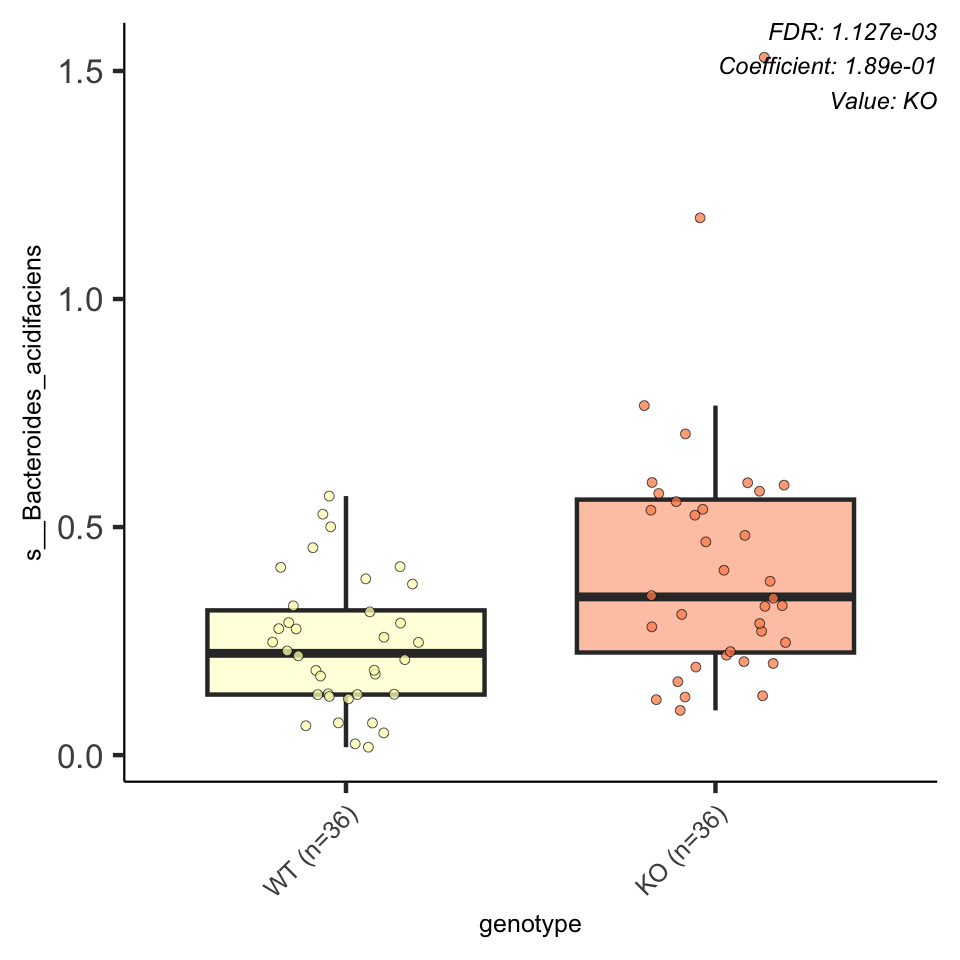 FDR: 1.127e-03
Coefficient: 1.89e-01
Value: KO
s__Bacteroides_acidifaciens
1.5
1.0
0.5
0.0
WT (n=36)
KO (n=36)
genotype